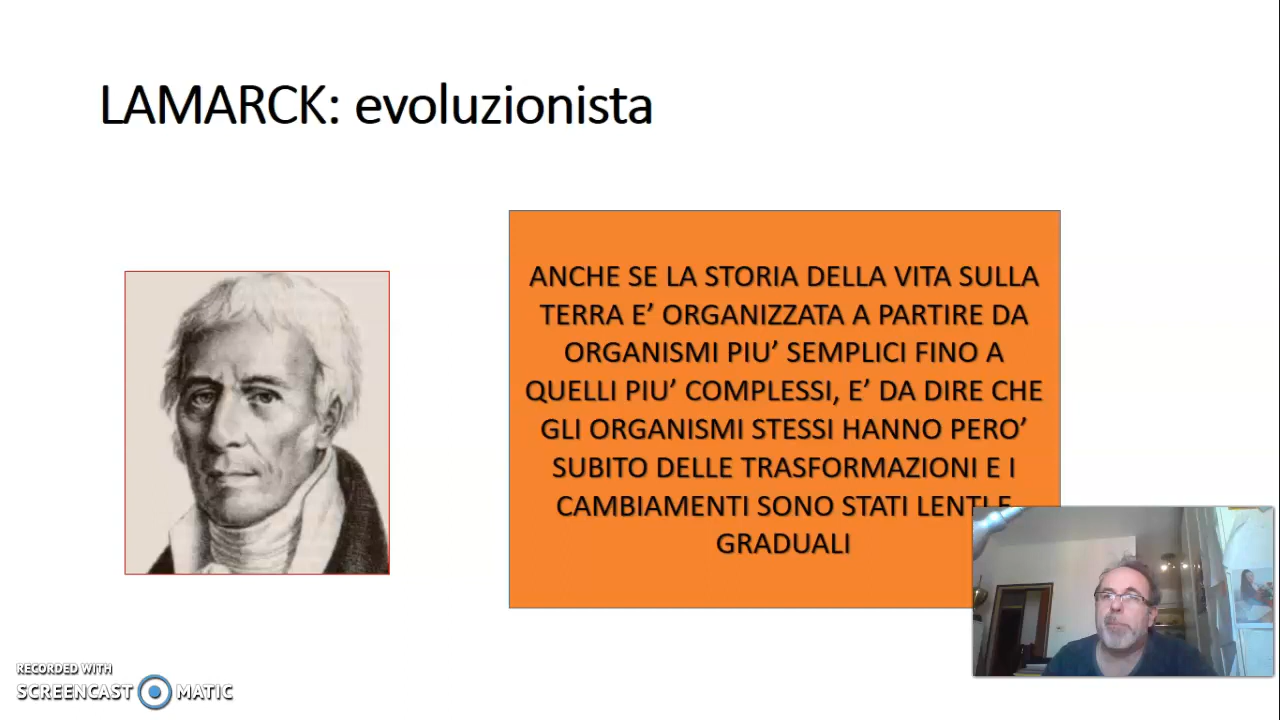 LAMARCK: evoluzionista
ANCHE SE LA STORIA DELLA VITA SULLA
TERRA E’ ORGANIZZATA A PARTIRE DA
ORGANISMI PIU’ SEMPLICI FINO A
QUELLI PIU’ COMPLESSI, E’ DA DIRE CHE
GLI ORGANISMI STESSI HANNO PERO’
SUBITO DELLE TRASFORMAZIONI E I
CAMBIAMENTI SONO STATI LENTI E
GRADUALI
RECORDED WITH
SCREENCAST MATIC